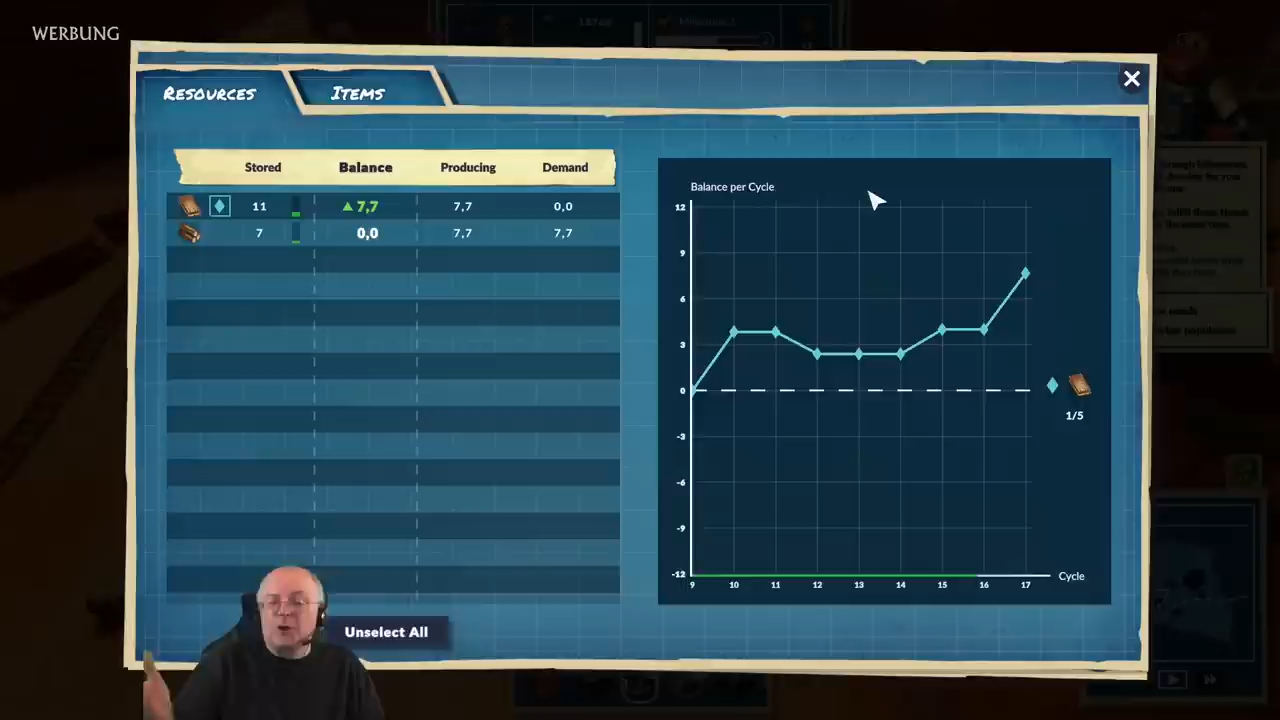 WERBUNG
RESOURCES
ITEMS
Stored Balance Producing Demand
11 7,7 7,7 0,0
7 0,0 7,7 7,7
Unselect All
Balance per Cycle
12
9
6
3
0
-3
-6
-9
-12
9 10 11 12 13 14 15 16 17
Cycle
1/5